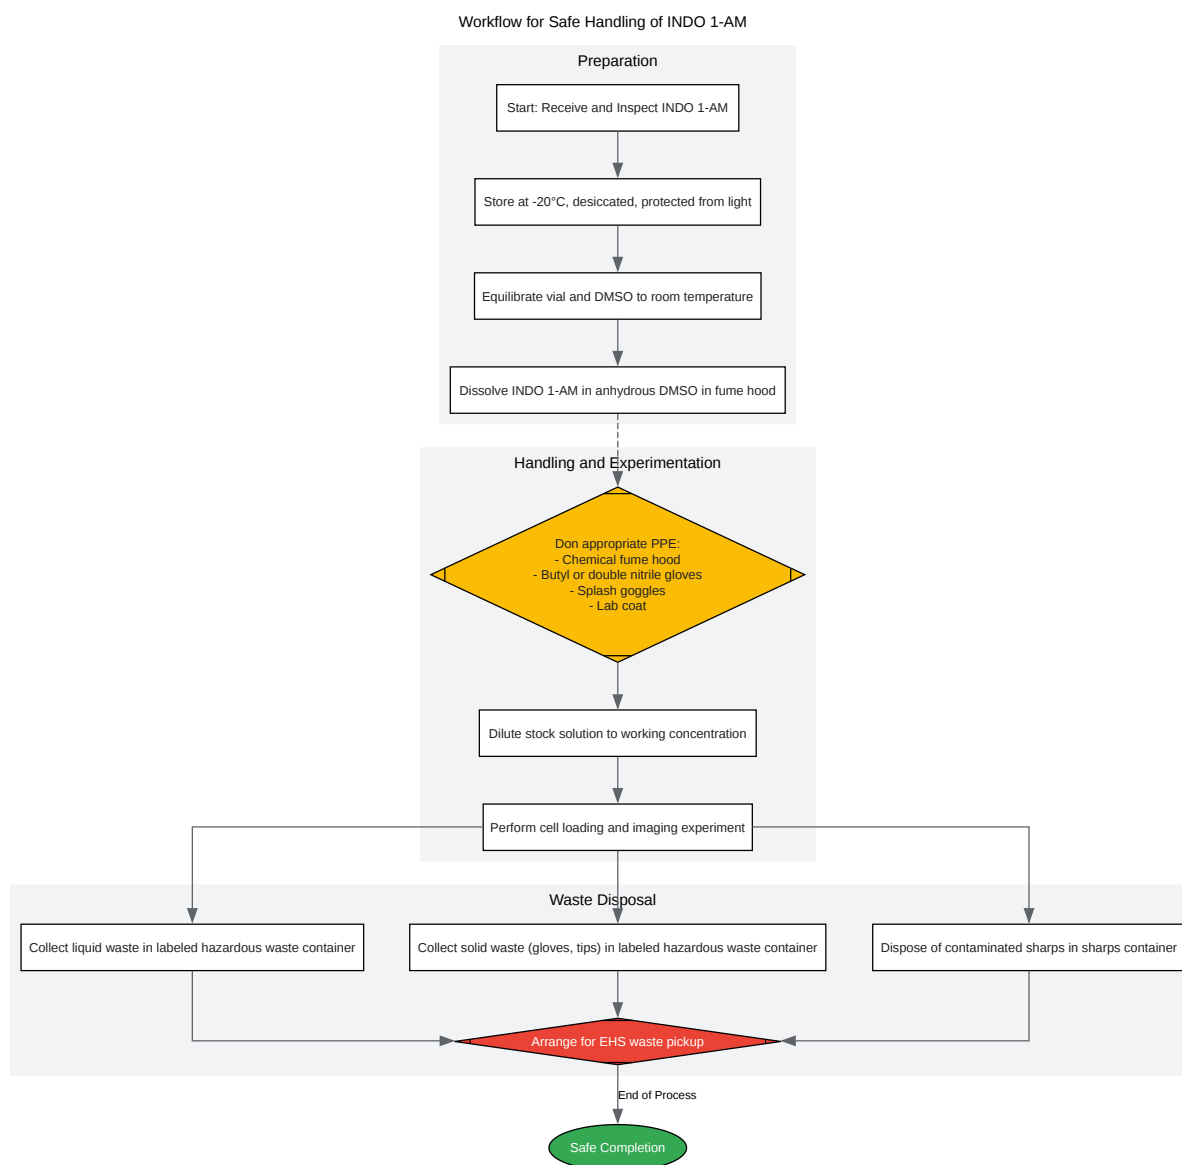 Workflow for Safe Handling of INDO 1-AM
Preparation
Start: Receive and Inspect INDO 1-AM
Store at -20°C, desiccated, protected from light
Equilibrate vial and DMSO to room temperature
Dissolve INDO 1-AM in anhydrous DMSO in fume hood
Handling and Experimentation
Don appropriate PPE:
- Chemical fume hood
- Butyl or double nitrile gloves
- Splash goggles
- Lab coat
Dilute stock solution to working concentration
Perform cell loading and imaging experiment
Waste Disposal
Collect liquid waste in labeled hazardous waste container
Collect solid waste (gloves, tips) in labeled hazardous waste container
Dispose of contaminated sharps in sharps container
Arrange for EHS waste pickup
End of Process
Safe Completion